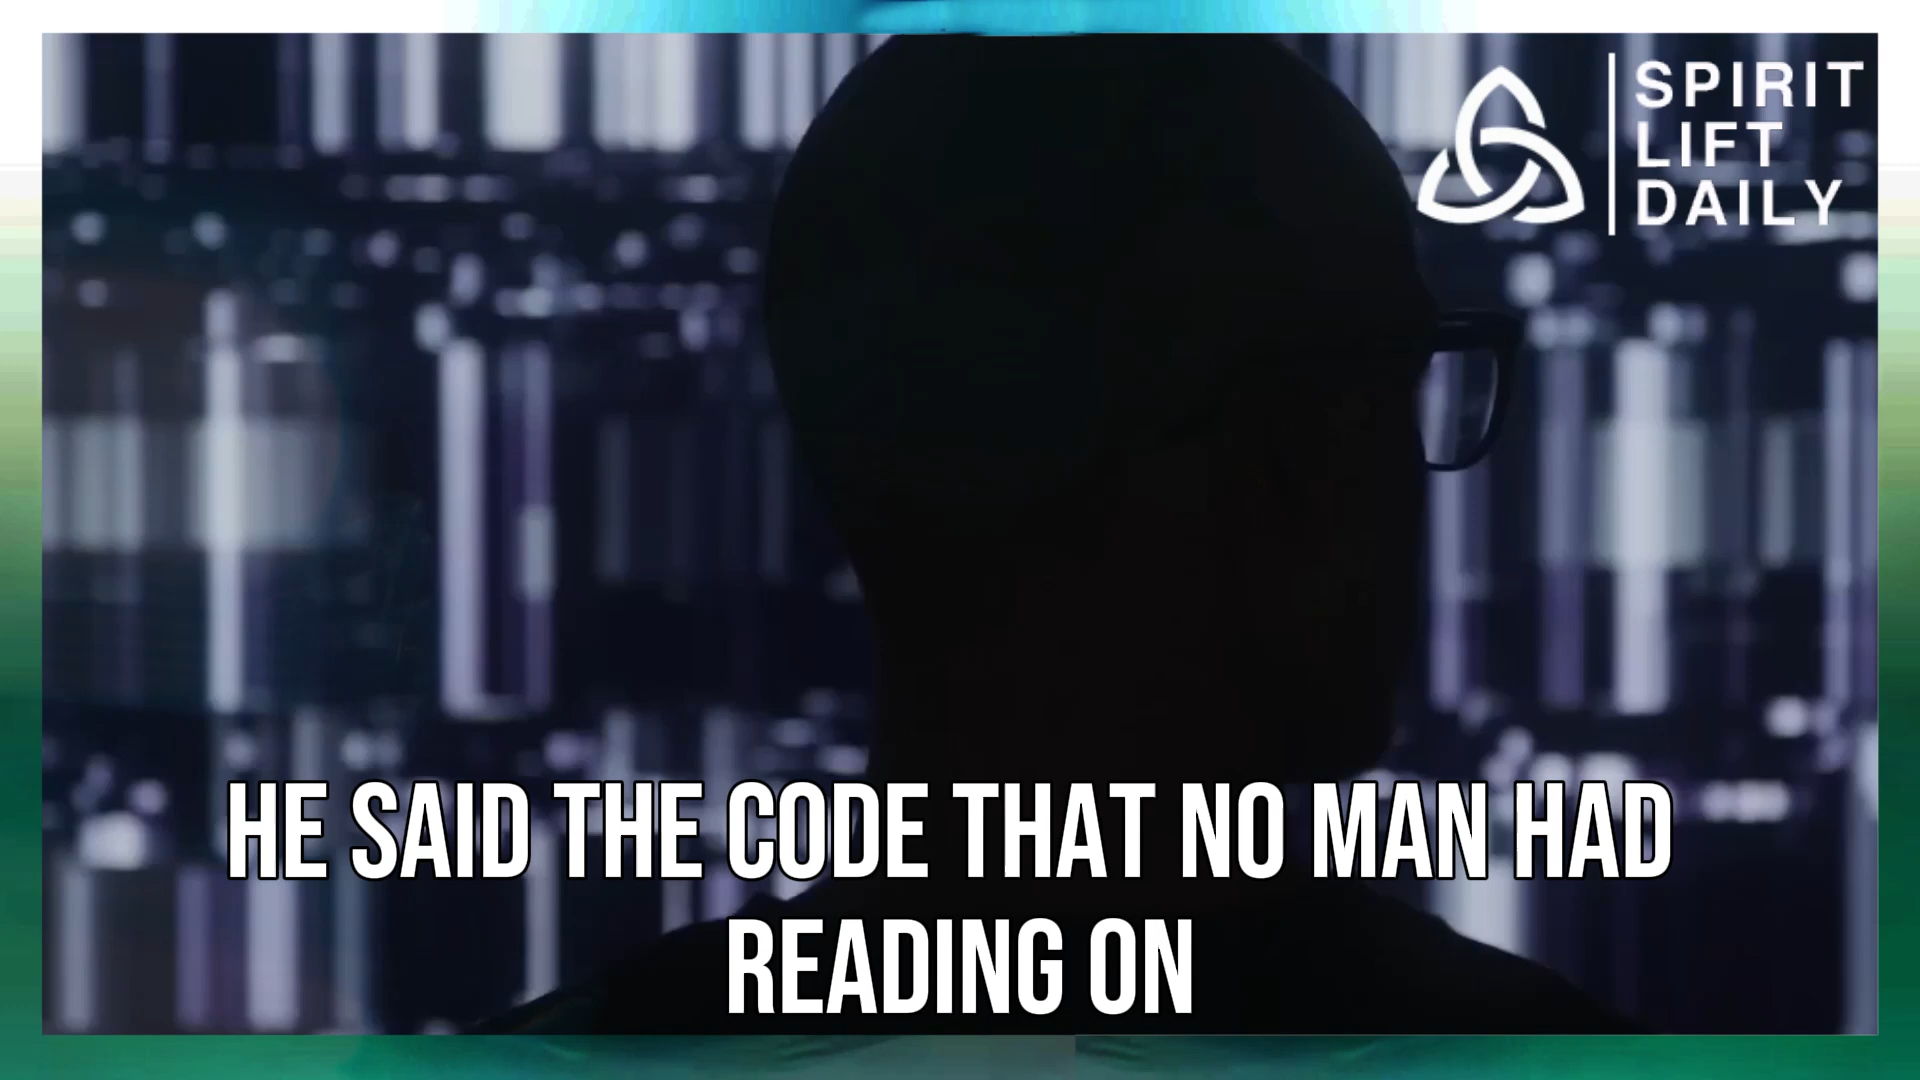 SPIRIT
LIFT
DAILY
HE SAID THE CODE THAT NO MAN HAD
READING ON